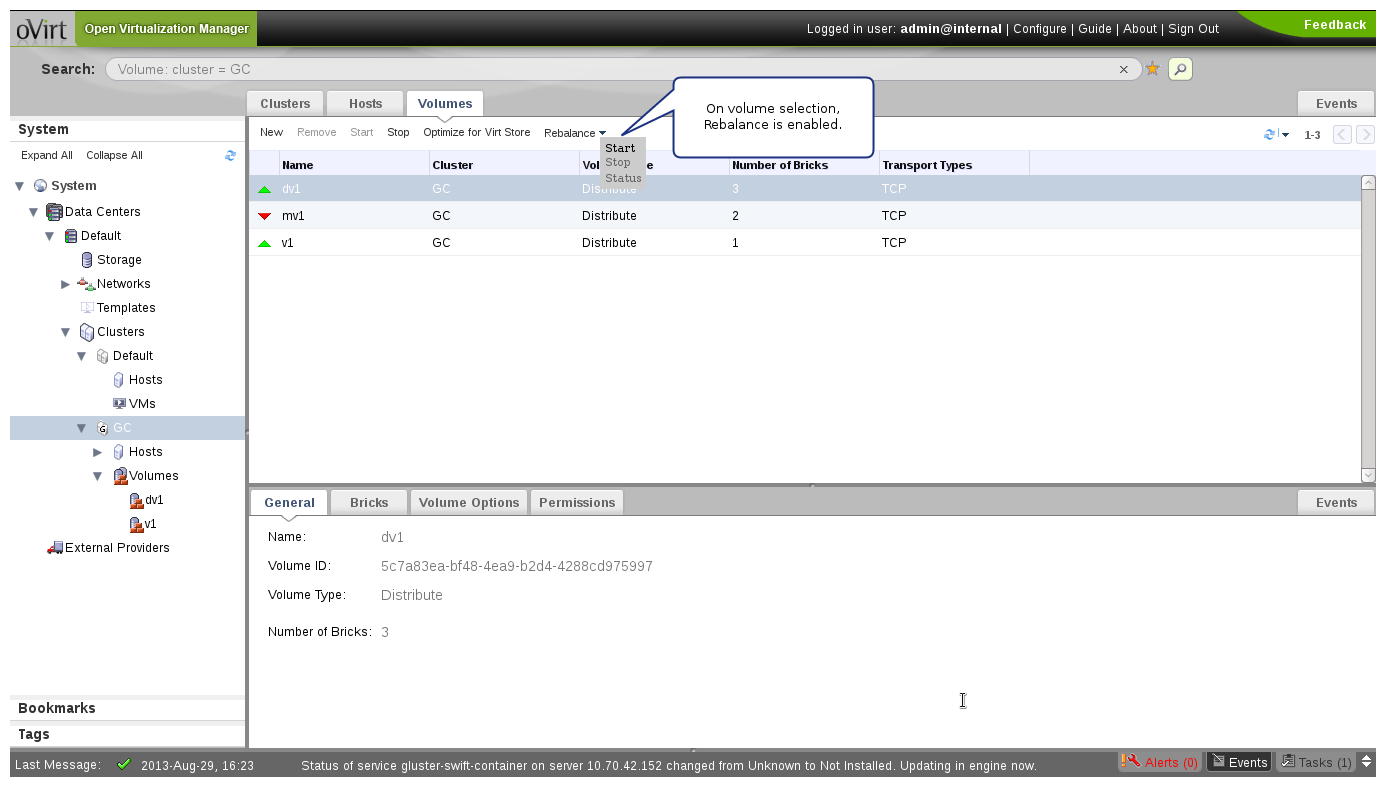 oVirt Open Virtualization Manager
Logged in user: admin@internal | Configure | Guide | About | Sign Out
Feedback
Search: Volume: cluster = GC
Clusters Hosts Volumes Events
On volume selection,
Rebalance is enabled.
System
Expand All Collapse All
System
Data Centers
Default
Storage
Networks
Templates
Clusters
Default
Hosts
VMs
GC
Hosts
Volumes
dv1
v1
External Providers
Bookmarks
Tags
New Remove Start Stop Optimize for Virt Store Rebalance 1-3
Start
Stop
Status
Name Cluster Number of Bricks Transport Types
dv1 GC Distribute 3 TCP
mv1 GC Distribute 2 TCP
v1 GC Distribute 1 TCP
General Bricks Volume Options Permissions Events
Name: dv1
Volume ID: 5c7a83ea-bf48-4ea9-b2d4-4288cd975997
Volume Type: Distribute
Number of Bricks: 3
Last Message: 2013-Aug-29, 16:23 Status of service gluster-swift-container on server 10.70.42.152 changed from Unknown to Not Installed. Updating in engine now. Alerts (0) Events Tasks (1)